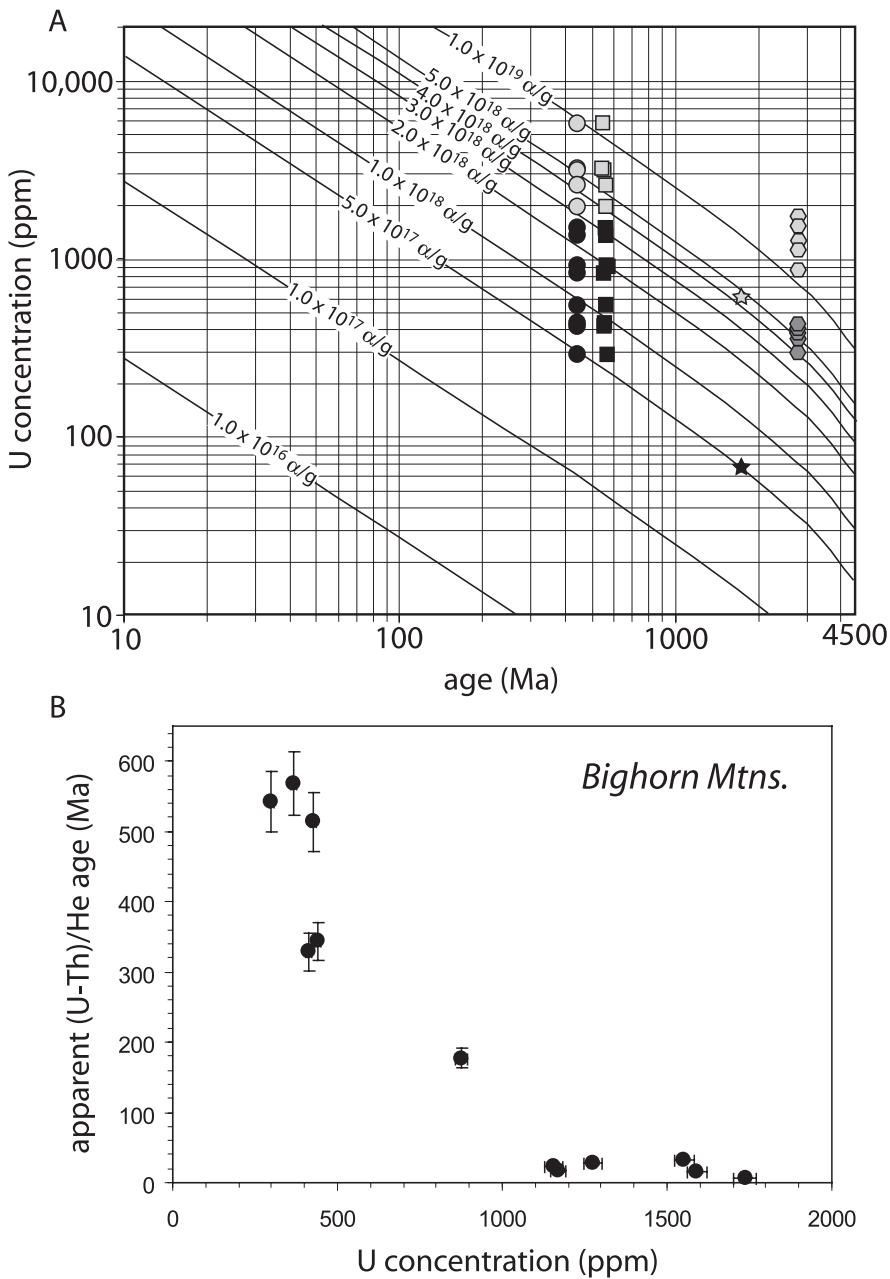 A
1.0 x 10¹⁹ α/g
10,000
5.0 x 10¹⁸ α/g
4.0 x 10¹⁸ α/g
3.0 x 10¹⁸ α/g
2.0 x 10¹⁸ α/g
1.0 x 10¹⁸ α/g
5.0 x 10¹⁷ α/g
U concentration (ppm)
1000
1.0 x 10¹⁷ α/g
100
1.0 x 10¹⁶ α/g
10
10 100 1000 4500
age (Ma)
B
Bighorn Mtns.
apparent (U-Th)/He age (Ma)
600
500
400
300
200
100
0
0 500 1000 1500 2000
U concentration (ppm)